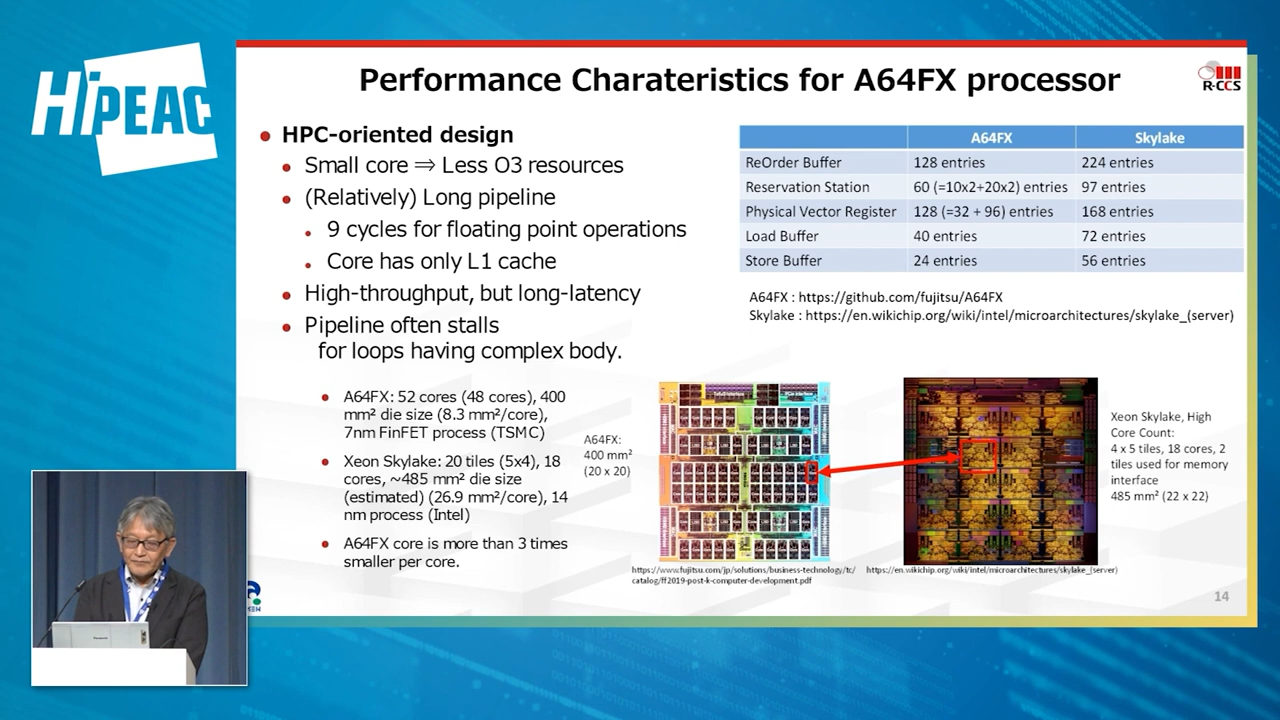 HiPEAC
Performance Charateristics for A64FX processor
R-CCS
HPC-oriented design
Small core ⇒ Less O3 resources
(Relatively) Long pipeline
9 cycles for floating point operations
Core has only L1 cache
High-throughput, but long-latency
Pipeline often stalls
for loops having complex body.
A64FX: 52 cores (48 cores), 400
mm² die size (8.3 mm²/core),
7nm FinFET process (TSMC)
Xeon Skylake: 20 tiles (5x4), 18
cores, ~485 mm² die size
(estimated) (26.9 mm²/core), 14
nm process (Intel)
A64FX core is more than 3 times
smaller per core.
A64FX Skylake
ReOrder Buffer 128 entries 224 entries
Reservation Station 60 (=10x2+20x2) entries 97 entries
Physical Vector Register 128 (=32 + 96) entries 168 entries
Load Buffer 40 entries 72 entries
Store Buffer 24 entries 56 entries
A64FX : https://github.com/fujitsu/A64FX
Skylake : https://en.wikichip.org/wiki/intel/microarchitectures/skylake_(server)
A64FX:
400 mm²
(20 x 20)
https://www.fujitsu.com/jp/solutions/business-technology/tc/
catalog/ff2019-post-k-computer-development.pdf
https://en.wikichip.org/wiki/intel/microarchitectures/skylake_(server)
Xeon Skylake, High
Core Count:
4 x 5 tiles, 18 cores, 2
tiles used for memory
interface
485 mm² (22 x 22)
14